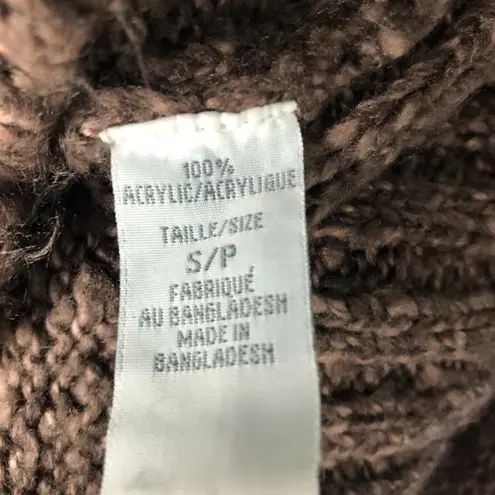 100%
ACRYLIC/ACRYLIQUE
TAILLE/SIZE
S/P
FABRIQUÉ
AU BANGLADESH
MADE IN
BANGLADESH